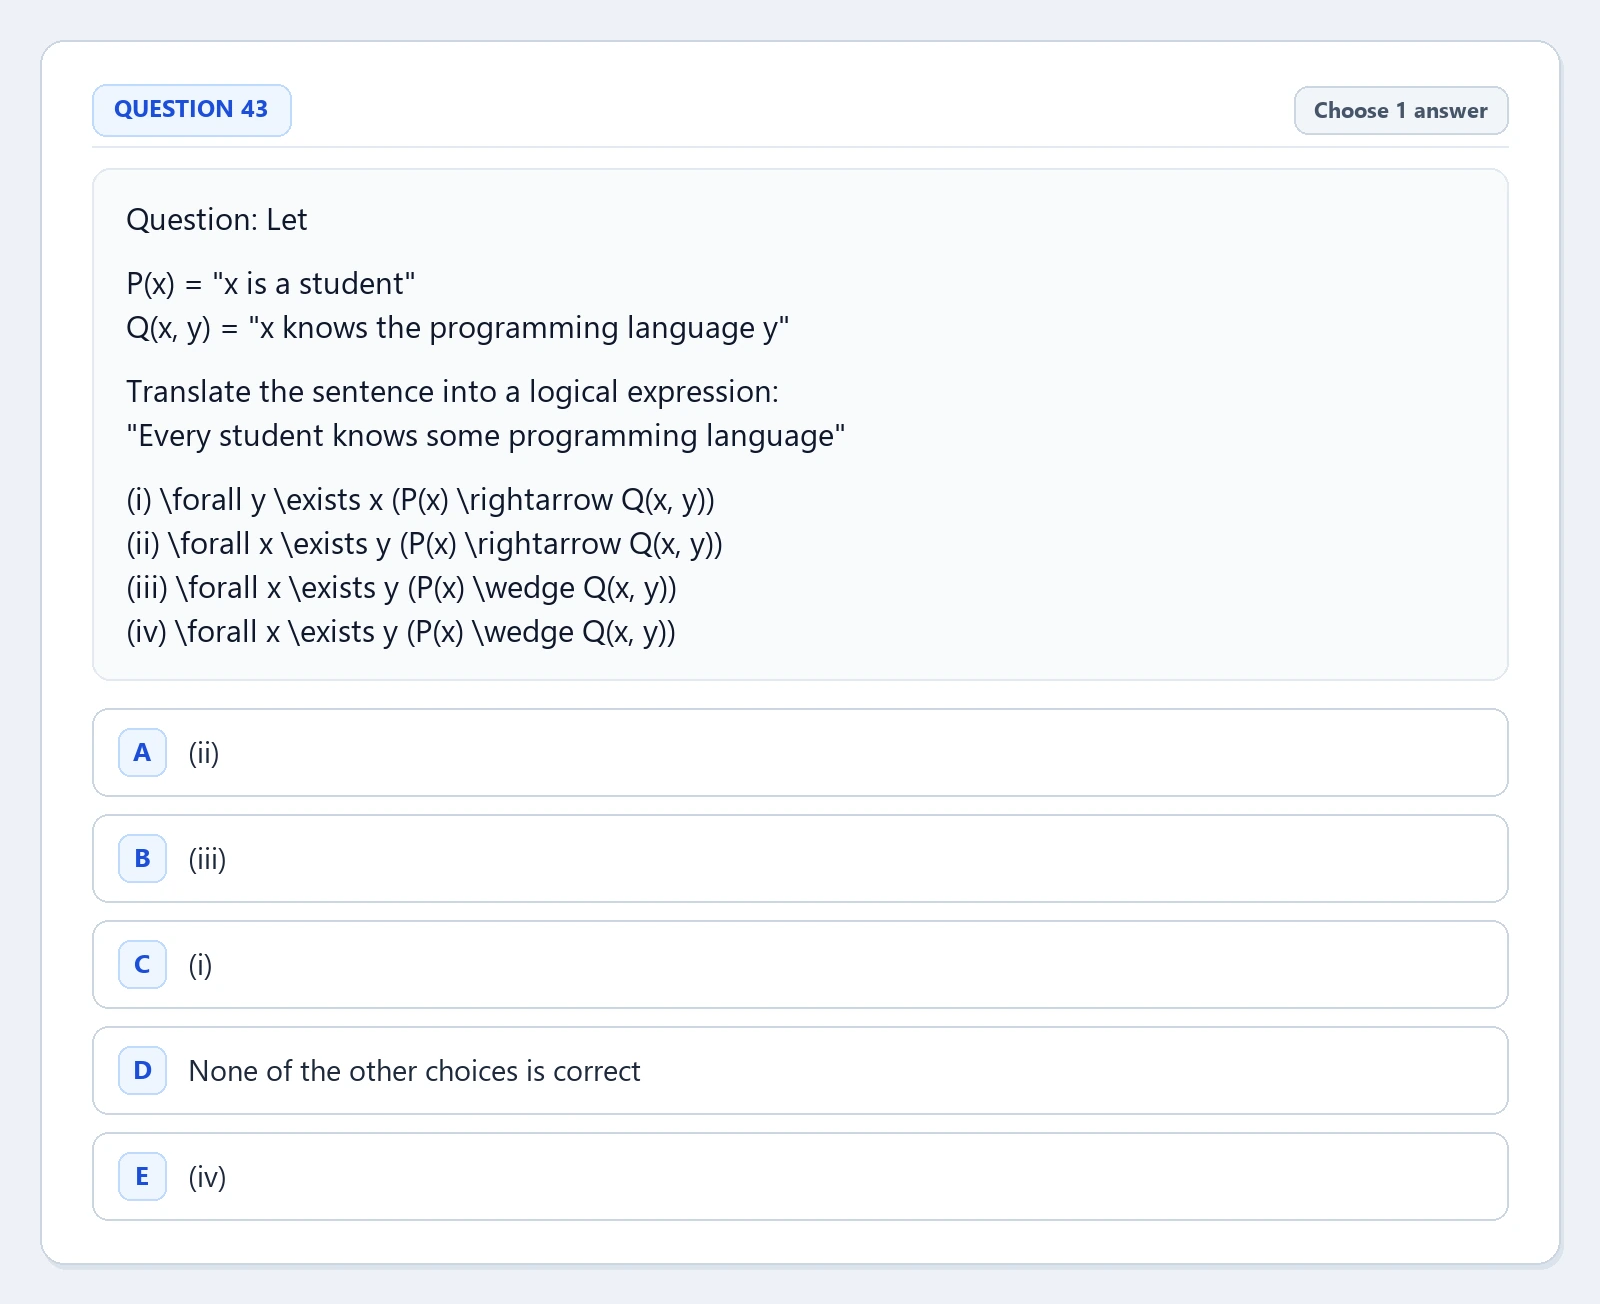 QUESTION 43
Choose 1 answer
Question: Let
P(x) = "x is a student"
Q(x, y) = "x knows the programming language y"
Translate the sentence into a logical expression:
"Every student knows some programming language"
(i) \forall y \exists x (P(x) \rightarrow Q(x, y))
(ii) \forall x \exists y (P(x) \rightarrow Q(x, y))
(iii) \forall x \exists y (P(x) \wedge Q(x, y))
(iv) \forall x \exists y (P(x) \wedge Q(x, y))
A (ii)
B (iii)
C (i)
D None of the other choices is correct
E (iv)